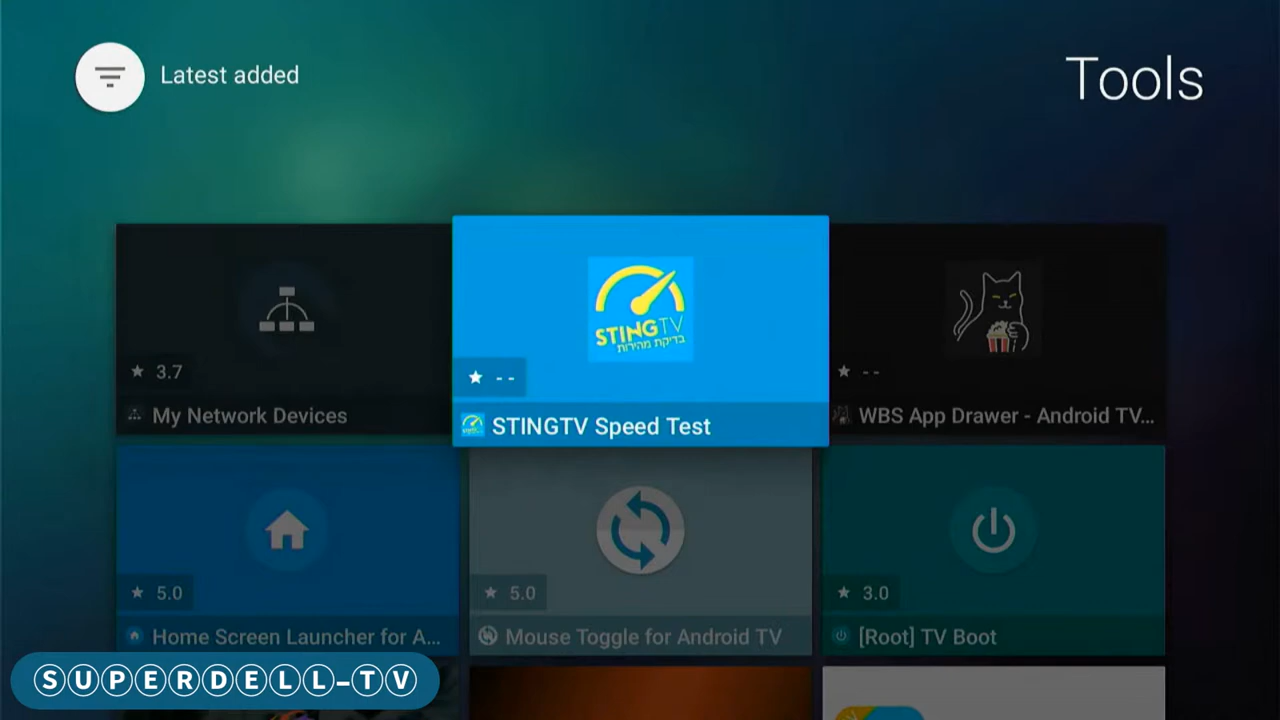 Latest added
Tools
STINGTV
בדיקת מהירות
★ 3.7
★ --
★ --
My Network Devices
STINGTV Speed Test
WBS App Drawer - Android TV...
★ 5.0
★ 5.0
★ 3.0
Home Screen Launcher for A...
Mouse Toggle for Android TV
[Root] TV Boot
ⓈⓊⓅⒺⓇⒹⒺⓁⓁ-ⓉⓋ